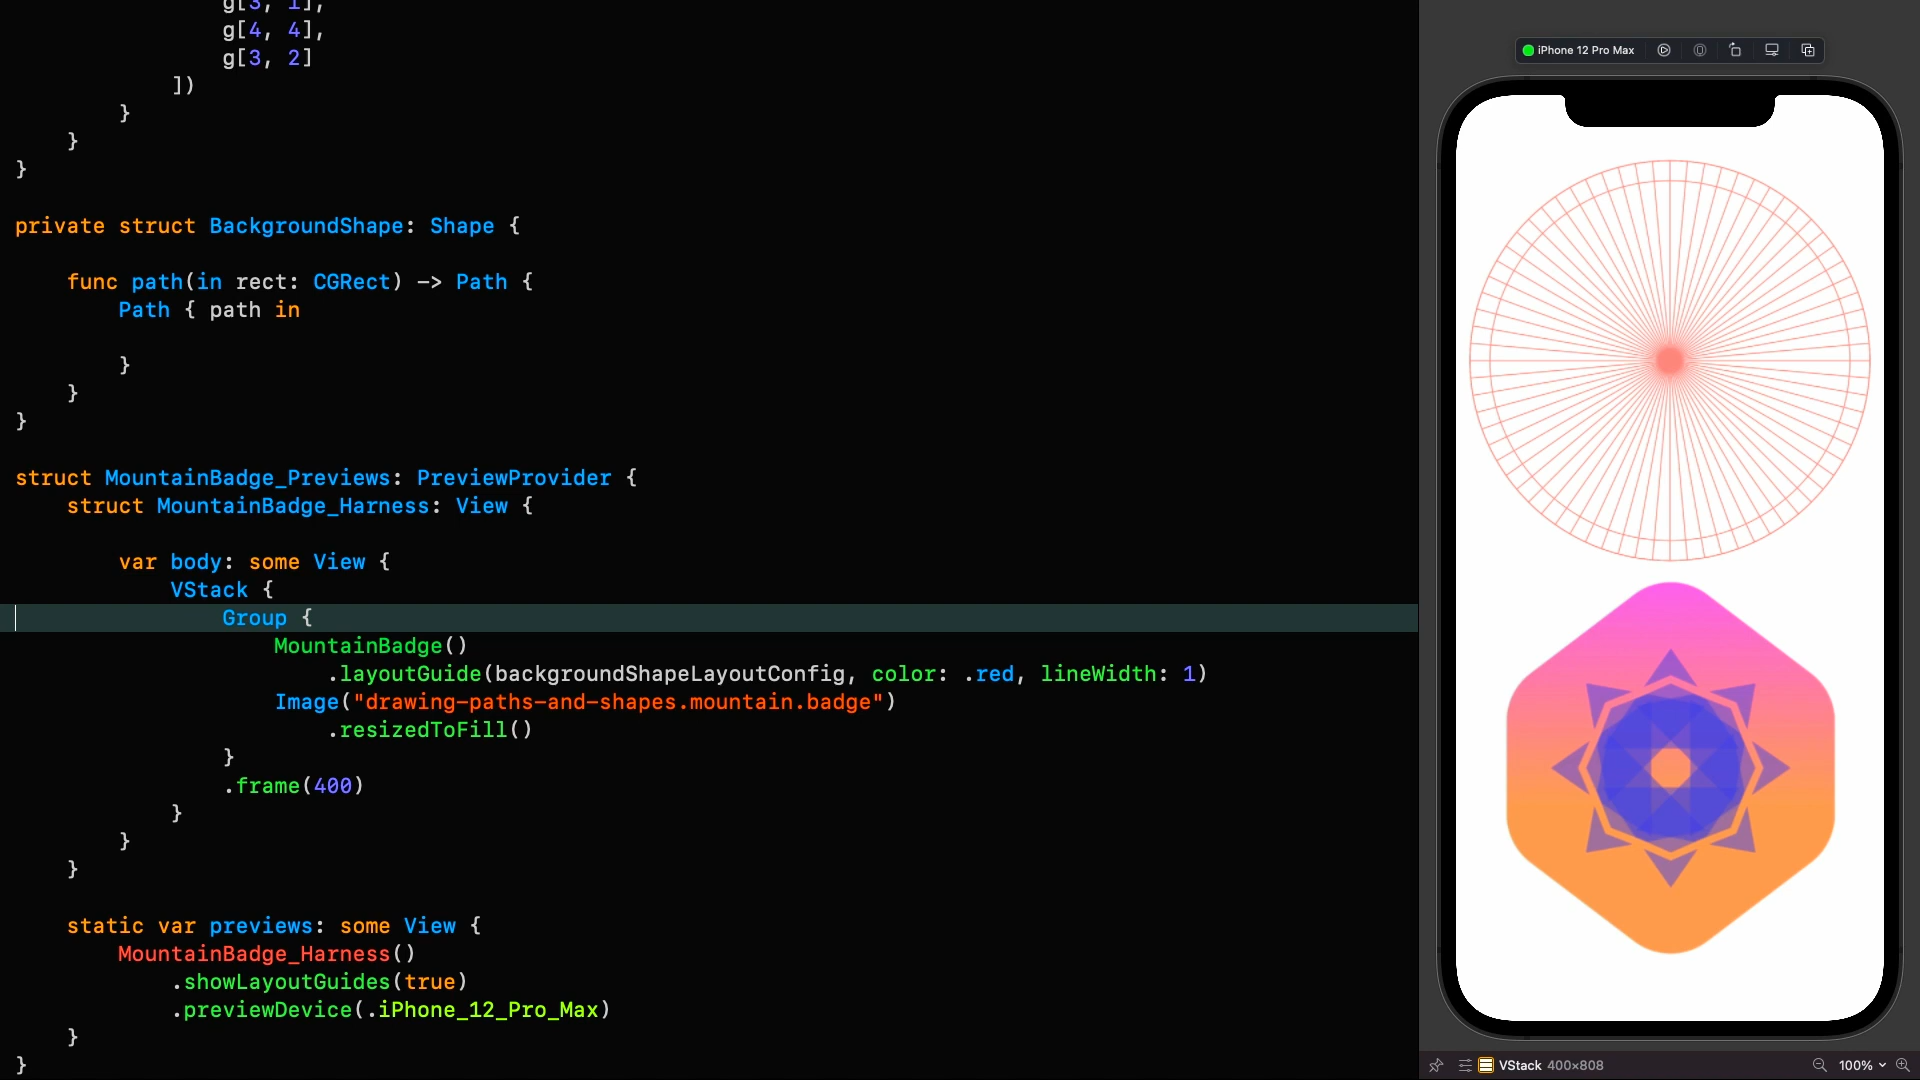 g[3, 1],
g[4, 4],
g[3, 2]
])
}
}
}
private struct BackgroundShape: Shape {
func path(in rect: CGRect) -> Path {
Path { path in
}
}
}
struct MountainBadge_Previews: PreviewProvider {
struct MountainBadge_Harness: View {
var body: some View {
VStack {
Group {
MountainBadge()
.layoutGuide(backgroundShapeLayoutConfig, color: .red, lineWidth: 1)
Image("drawing-paths-and-shapes.mountain.badge")
.resizedToFill()
}
.frame(400)
}
}
}
static var previews: some View {
MountainBadge_Harness()
.showLayoutGuides(true)
.previewDevice(.iPhone_12_Pro_Max)
}
}
iPhone 12 Pro Max
VStack 400×808
100%